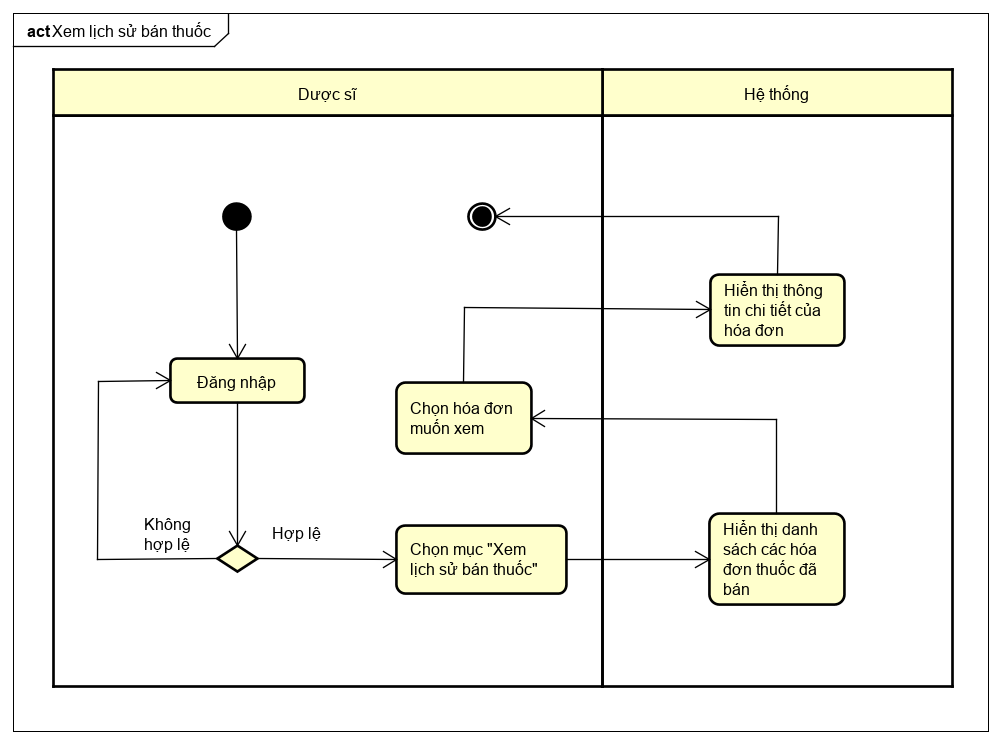 act Xem lịch sử bán thuốc
Dược sĩ
Hệ thống
Hiển thị thông
tin chi tiết của
hóa đơn
Đăng nhập
Chọn hóa đơn
muốn xem
Không
hợp lệ
Hợp lệ
Chọn mục "Xem
lịch sử bán thuốc"
Hiển thị danh
sách các hóa
đơn thuốc đã
bán